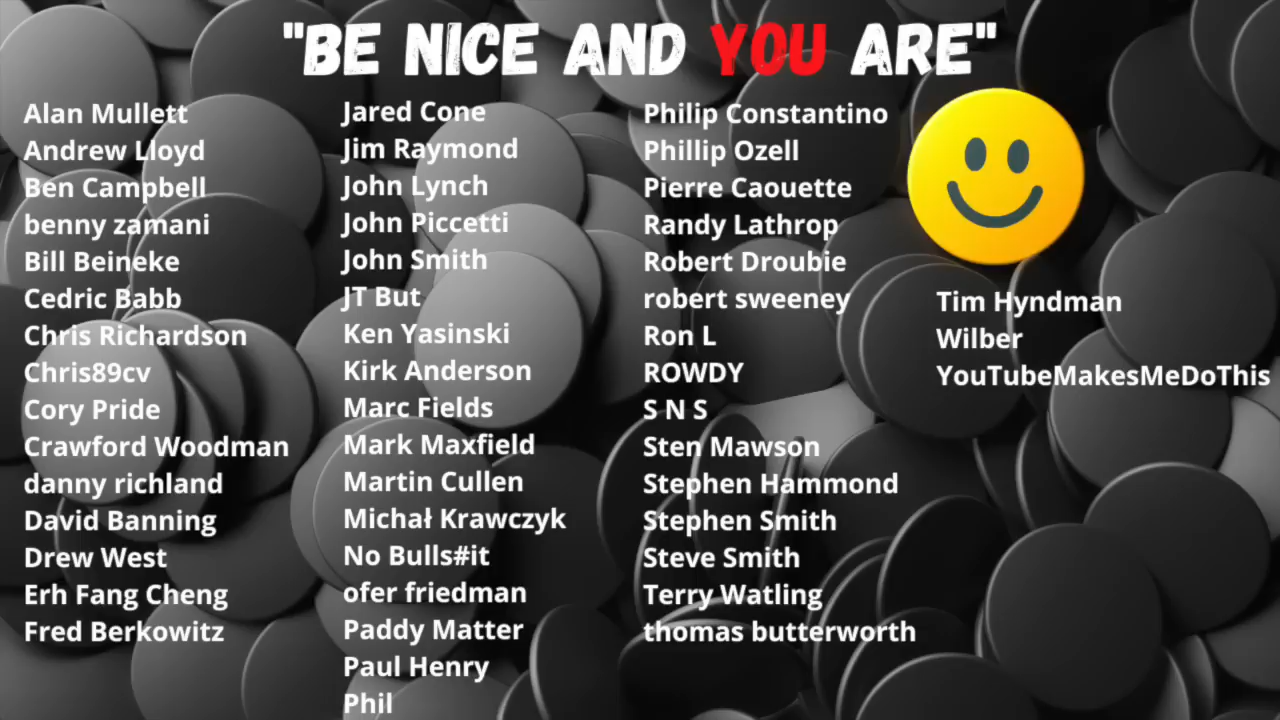 "BE NICE AND YOU ARE"
Alan Mullett
Andrew Lloyd
Ben Campbell
benny zamani
Bill Beineke
Cedric Babb
Chris Richardson
Chris89cv
Cory Pride
Crawford Woodman
danny richland
David Banning
Drew West
Erh Fang Cheng
Fred Berkowitz
Jared Cone
Jim Raymond
John Lynch
John Piccetti
John Smith
JT But
Ken Yasinski
Kirk Anderson
Marc Fields
Mark Maxfield
Martin Cullen
Michał Krawczyk
No Bulls#it
ofer friedman
Paddy Matter
Paul Henry
Phil
Philip Constantino
Phillip Ozell
Pierre Caouette
Randy Lathrop
Robert Droubie
robert sweeney
Ron L
ROWDY
S N S
Sten Mawson
Stephen Hammond
Stephen Smith
Steve Smith
Terry Watling
thomas butterworth
Tim Hyndman
Wilber
YouTubeMakesMeDoThis